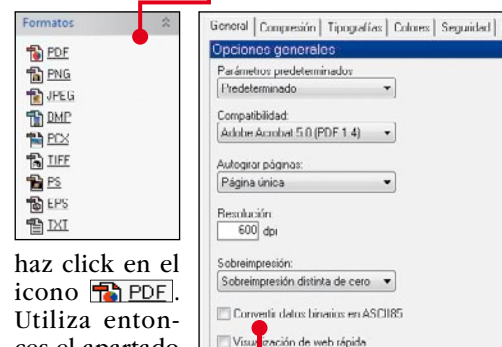 Formatos
PDF
PNG
JPEG
BMP
PCX
TIFF
PS
EPS
TXT
haz click en el
icono PDF.
Utiliza enton-
ces el apartado
General Compresión Tipografías Colores Seguridad
Opciones generales
Parámetros predeterminados
Predeterminado
Compatibilidad:
Adobe Acrobat 5.0 (PDF 1.4)
Autogirar páginas:
Página única
Resolución:
600 dpi
Sobreimpresión:
Sobreimpresión distinta de cero
Convertir datos binarios en ASCII85
Visualización de web rápida